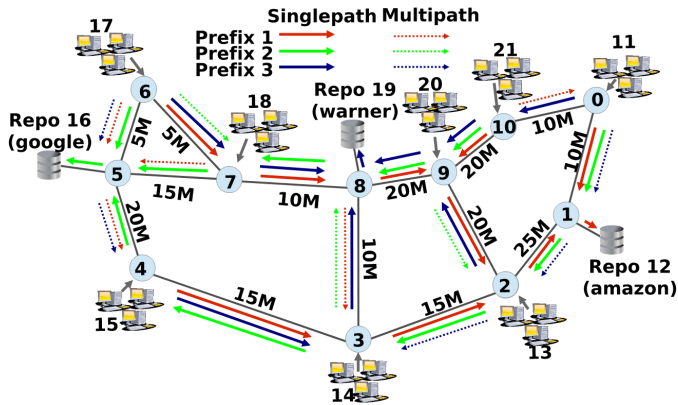 Singlepath Multipath
Prefix 1
Prefix 2
Prefix 3
17
18
Repo 19
(warner)
20
21
11
Repo 16
(google)
6
5M
5M
10
10M
0
20M
5
15M
7
10M
8
20M
9
10M
20M
20M
10M
25M
1
Repo 12
(amazon)
4
15
15M
15M
2
13
3
14